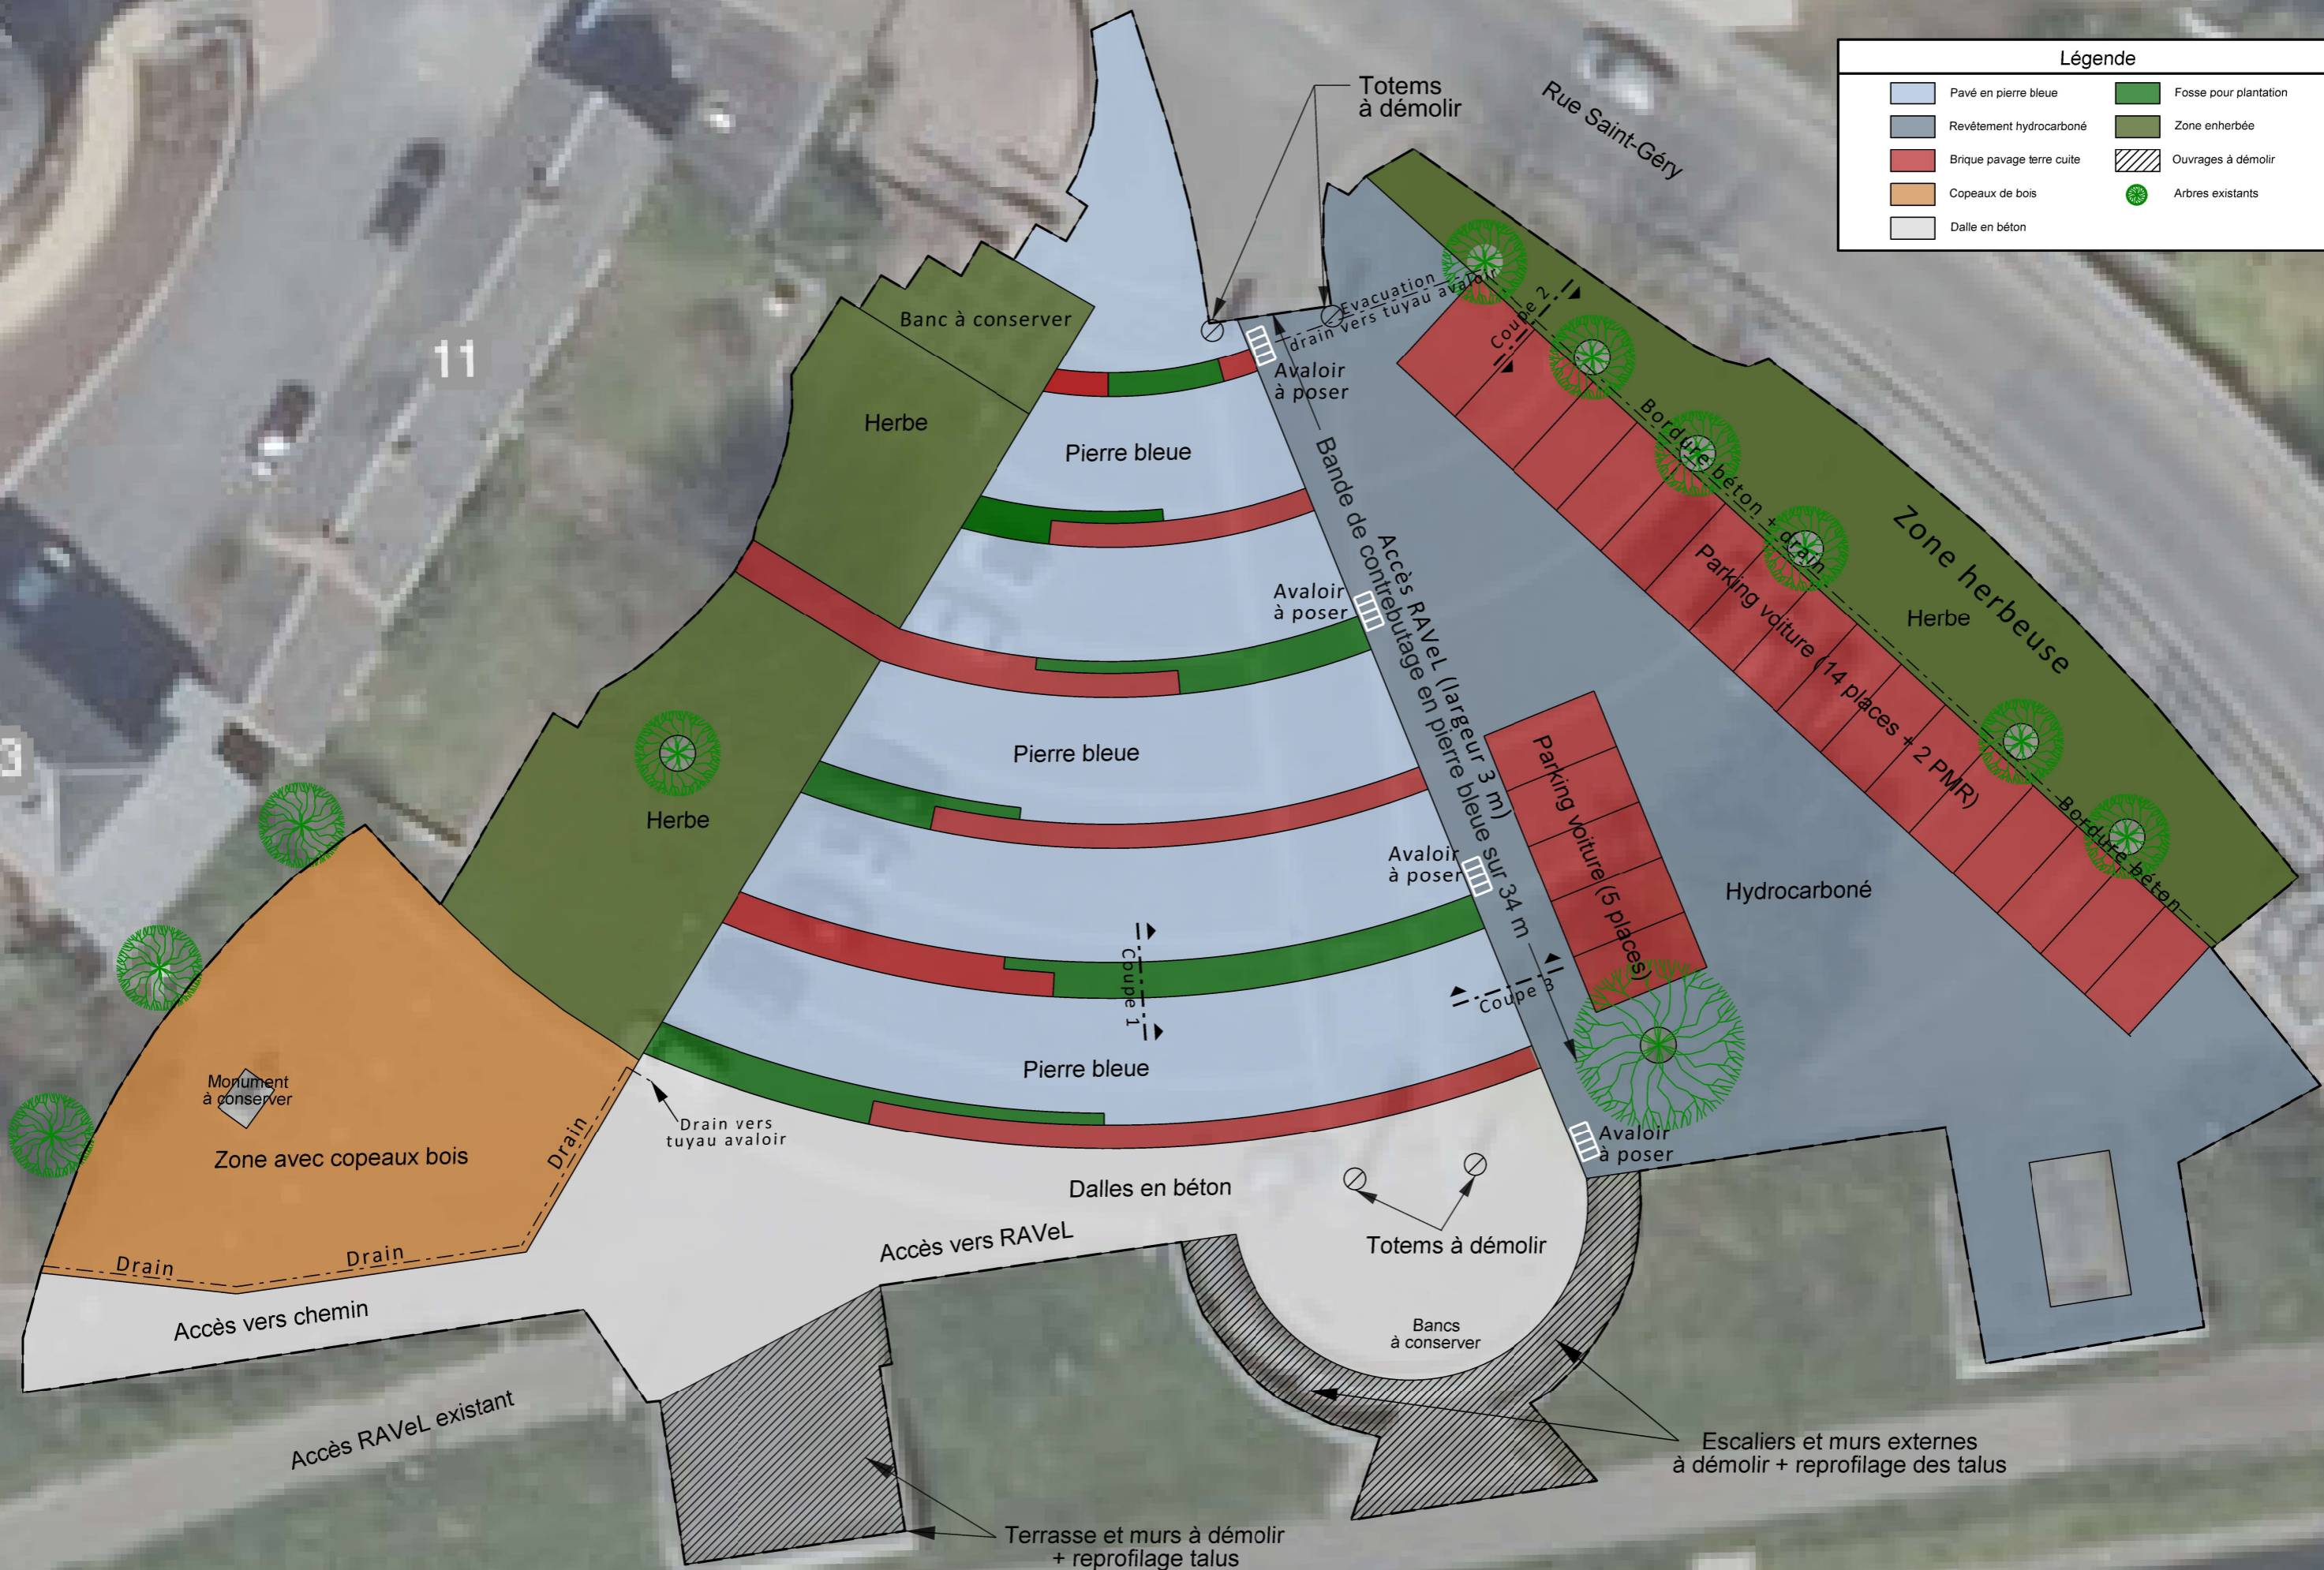 Légende
Pavé en pierre bleue
Fosse pour plantation
Revêtement hydrocarboné
Zone enherbée
Brique pavage terre cuite
Ouvrages à démolir
Copeaux de bois
Arbres existants
Dalle en béton
Totems
à démolir
Rue Saint-Géry
Evacuation
drain vers tuyau avaloir
Coupe 2
Banc à conserver
11
Avaloir
à poser
Herbe
Pierre bleue
Bordure béton + drain
Bande de contrebutage en pierre bleue sur 34 m
Accès RAVeL (largeur 3 m)
Zone herbeuse
Herbe
Parking voiture (14 places + 2 PMR)
Avaloir
à poser
Pierre bleue
Parking voiture (5 places)
3
Herbe
Bordure béton
Avaloir
à poser
Hydrocarboné
Coupe 1
Coupe 3
Pierre bleue
Monument
à conserver
Drain vers
tuyau avaloir
Drain
Avaloir
à poser
Zone avec copeaux bois
Dalles en béton
Drain
Drain
Accès vers RAVeL
Totems à démolir
Accès vers chemin
Bancs
à conserver
Accès RAVeL existant
Escaliers et murs externes
à démolir + reprofilage des talus
Terrasse et murs à démolir
+ reprofilage talus